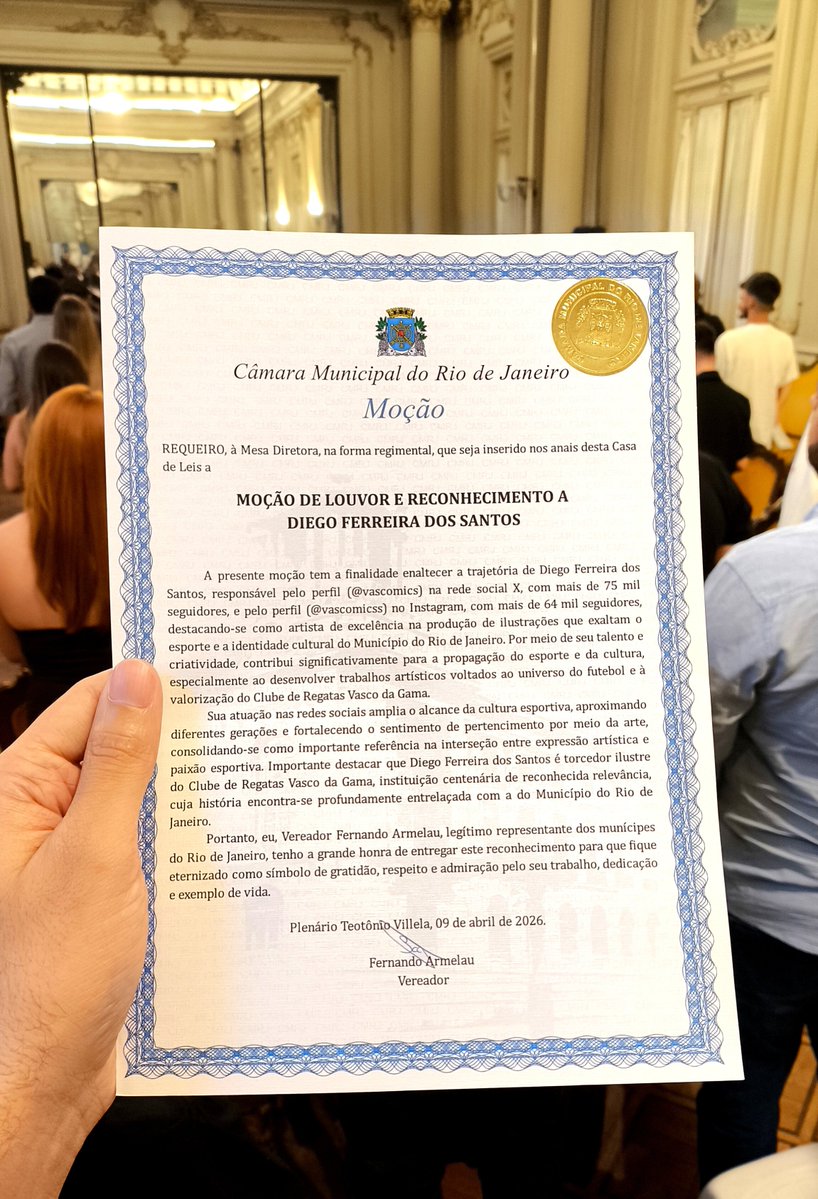 CÂMARA MUNICIPAL DO RIO DE JANEIRO
Câmara Municipal do Rio de Janeiro
Moção
REQUEIRO, à Mesa Diretora, na forma regimental, que seja inserido nos anais desta Casa
de Leis a
MOÇÃO DE LOUVOR E RECONHECIMENTO A
DIEGO FERREIRA DOS SANTOS
A presente moção tem a finalidade enaltecer a trajetória de Diego Ferreira dos
Santos, responsável pelo perfil (@vascomics) na rede social X, com mais de 75 mil
seguidores, e pelo perfil (@vascomicss) no Instagram, com mais de 64 mil seguidores,
destacando-se como artista de excelência na produção de ilustrações que exaltam o
esporte e a identidade cultural do Município do Rio de Janeiro. Por meio de seu talento e
criatividade, contribui significativamente para a propagação do esporte e da cultura,
especialmente ao desenvolver trabalhos artísticos voltados ao universo do futebol e à
valorização do Clube de Regatas Vasco da Gama.
Sua atuação nas redes sociais amplia o alcance da cultura esportiva, aproximando
diferentes gerações e fortalecendo o sentimento de pertencimento por meio da arte,
consolidando-se como importante referência na interseção entre expressão artística e
paixão esportiva. Importante destacar que Diego Ferreira dos Santos é torcedor ilustre
do Clube de Regatas Vasco da Gama, instituição centenária de reconhecida relevância,
cuja história encontra-se profundamente entrelaçada com a do Município do Rio de
Janeiro.
Portanto, eu, Vereador Fernando Armelau, legítimo representante dos munícipes
do Rio de Janeiro, tenho a grande honra de entregar este reconhecimento para que fique
eternizado como símbolo de gratidão, respeito e admiração pelo seu trabalho, dedicação
e exemplo de vida.
Plenário Teotônio Villela, 09 de abril de 2026.
Fernando Armelau
Vereador